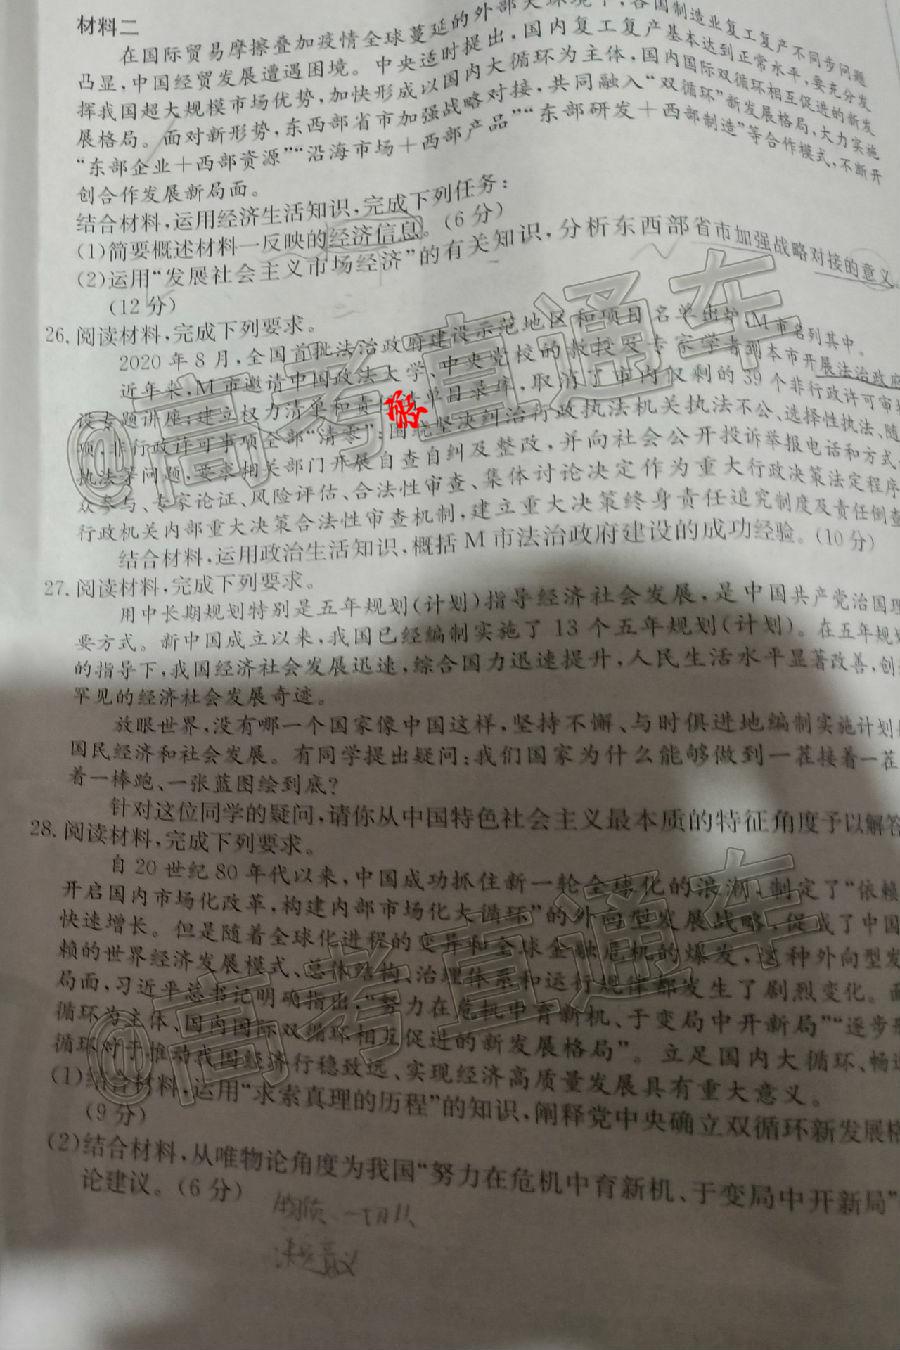 材料二
在国际贸易摩擦叠加疫情全球蔓延的外部大环境下,各国制造业复工复产不同步问题
凸显,中国经贸发展遭遇困境。中央适时提出,国内复工复产基本达到正常水平,要充分发
挥我国超大规模市场优势,加快形成以国内大循环为主体,国内国际双循环相互促进的新发
展格局。面对新形势,东西部省市加强战略对接,共同融入“双循环”新发展格局,大力实施
“东部企业+西部资源”“沿海市场+西部产品”“东部研发+西部制造”等合作模式,不断开
创合作发展新局面。
结合材料,运用经济生活知识,完成下列任务:
(1)简要概述材料一反映的经济信息。(6分)
(2)运用“发展社会主义市场经济”的有关知识,分析东西部省市加强战略对接的意义。
(12分)
26.阅读材料,完成下列要求。
2020年8月,全国首批法治政府建设示范地区和项目名单出炉,M市名列其中。
近年来,M市邀请中国政法大学、中央党校的教授及专家学者到本市开展法治政府
设专题讲座;建立权力清单和责 单目录库,取消了市内仅剩的39个非行政许可审
项,非行政许可事项全部“清零”;围绕坚决纠治行政执法机关执法不公、选择性执法、随
执法等问题,要求相关部门开展自查自纠及整改,并向社会公开投诉举报电话和方式
众参与、专家论证、风险评估、合法性审查、集体讨论决定作为重大行政决策法定程序
行政机关内部重大决策合法性审查机制,建立重大决策终身责任追究制度及责任倒查
结合材料,运用政治生活知识,概括M市法治政府建设的成功经验。(10分)
27.阅读材料,完成下列要求。
用中长期规划特别是五年规划(计划)指导经济社会发展,是中国共产党治国理
要方式。新中国成立以来,我国已经编制实施了13个五年规划(计划)。在五年规划
的指导下,我国经济社会发展迅速,综合国力迅速提升,人民生活水平显著改善,创
罕见的经济社会发展奇迹。
放眼世界,没有哪一个国家像中国这样,坚持不懈、与时俱进地编制实施计划
国民经济和社会发展。有同学提出疑问:我们国家为什么能够做到一茬接着一茬
着一棒跑、一张蓝图绘到底?
针对这位同学的疑问,请你从中国特色社会主义最本质的特征角度予以解答
28.阅读材料,完成下列要求。
自20世纪80年代以来,中国成功抓住新一轮全球化的浪潮,制定了“依赖
开启国内市场化改革,构建内部市场化大循环”的外向型发展战略,促成了中国
快速增长。但是随着全球化进程的变异和全球金融危机的爆发,这种外向型发
赖的世界经济发展模式、总体结构、治理体系和运行规律都发生了剧烈变化。面
局面,习近平总书记明确指出,“努力在危机中育新机、于变局中开新局”“逐步形
循环为主体、国内国际双循环相互促进的新发展格局”。立足国内大循环、畅通
循环对于推动我国经济行稳致远、实现经济高质量发展具有重大意义。
(1)结合材料,运用“求索真理的历程”的知识,阐释党中央确立双循环新发展格
(9分)
(2)结合材料,从唯物论角度为我国“努力在危机中育新机、于变局中开新局”
论建议。(6分)
@高考直通车
@高考直通车